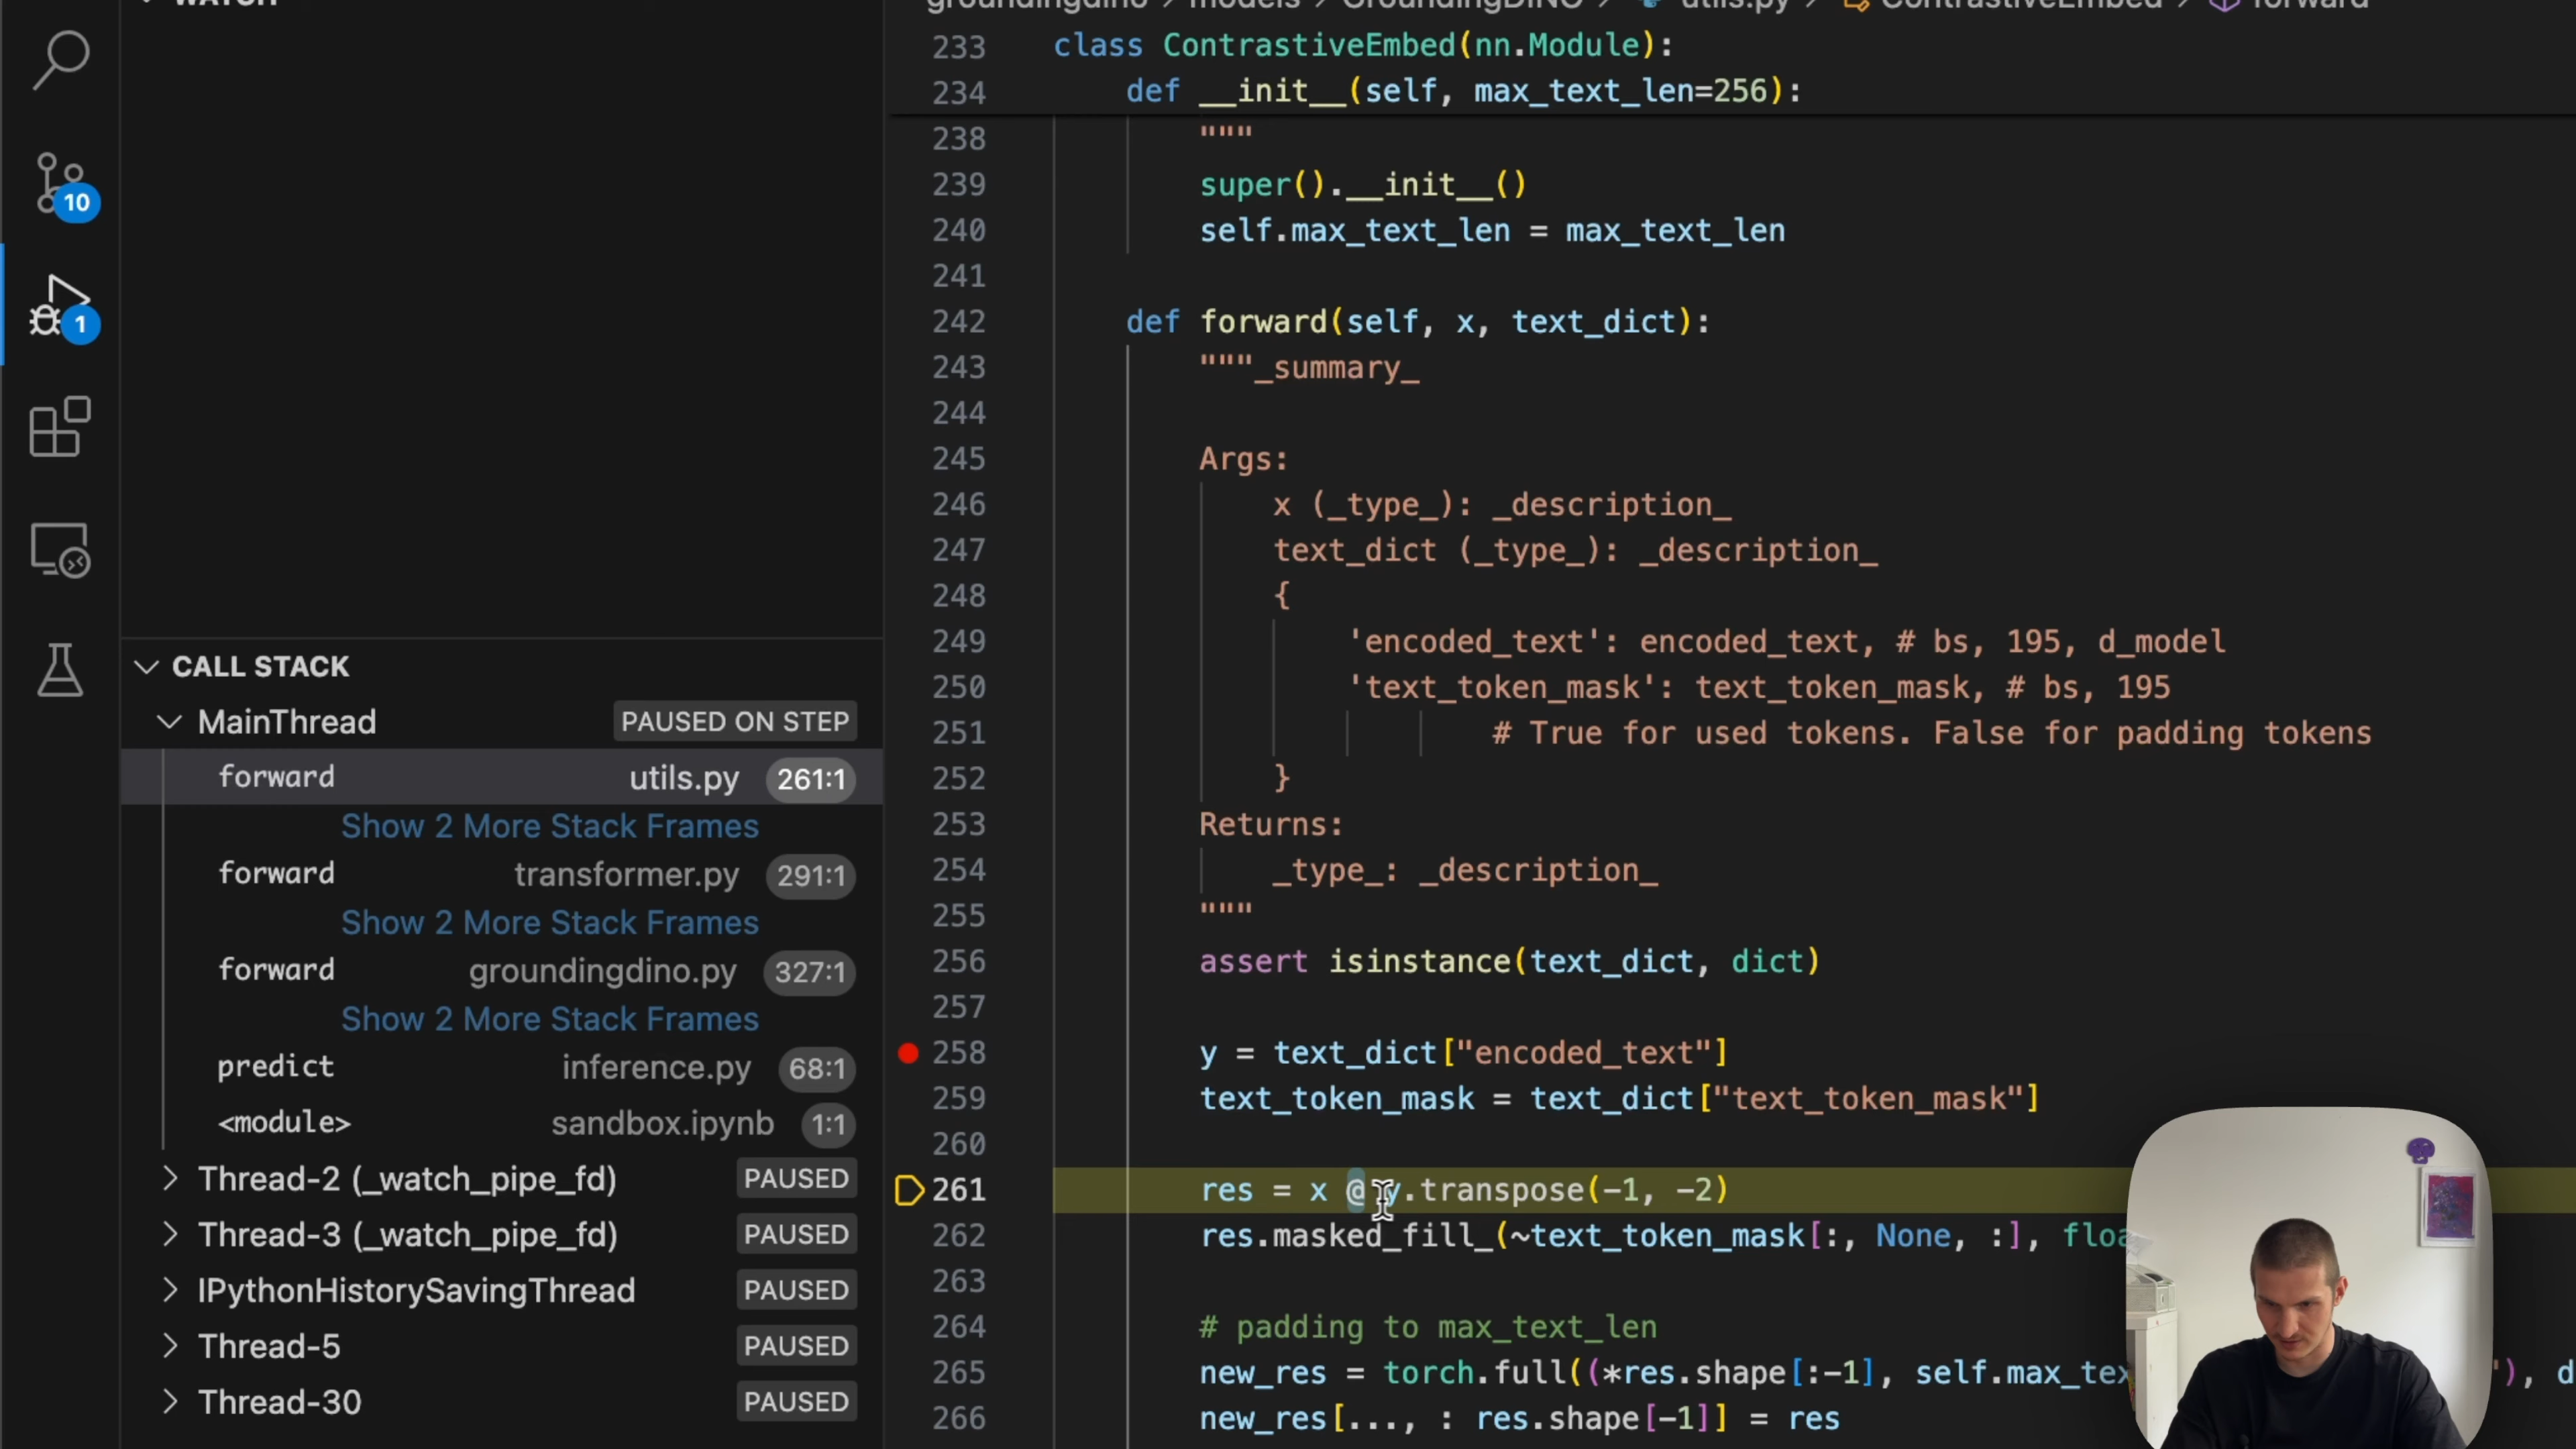 WATCH
10
1
CALL STACK
MainThread PAUSED ON STEP
forward utils.py 261:1
Show 2 More Stack Frames
forward transformer.py 291:1
Show 2 More Stack Frames
forward groundingdino.py 327:1
Show 2 More Stack Frames
predict inference.py 68:1
<module> sandbox.ipynb 1:1
Thread-2 (_watch_pipe_fd) PAUSED
Thread-3 (_watch_pipe_fd) PAUSED
IPythonHistorySavingThread PAUSED
Thread-5 PAUSED
Thread-30 PAUSED
groundingdino > models > GroundingDINO > utils.py > ContrastiveEmbed > forward
233 class ContrastiveEmbed(nn.Module):
234 def __init__(self, max_text_len=256):
238 """
239 super().__init__()
240 self.max_text_len = max_text_len
241
242 def forward(self, x, text_dict):
243 """_summary_
244
245 Args:
246 x (_type_): _description_
247 text_dict (_type_): _description_
248 {
249 'encoded_text': encoded_text, # bs, 195, d_model
250 'text_token_mask': text_token_mask, # bs, 195
251 # True for used tokens. False for padding tokens
252 }
253 Returns:
254 _type_: _description_
255 """
256 assert isinstance(text_dict, dict)
257
258 y = text_dict["encoded_text"]
259 text_token_mask = text_dict["text_token_mask"]
260
261 res = x @ y.transpose(-1, -2)
262 res.masked_fill_(~text_token_mask[:, None, :],
263
264 # padding to max_text_len
265 new_res = torch.full((*res.shape[:-1], '), d
266 new_res[..., : res.shape[-1]] = res